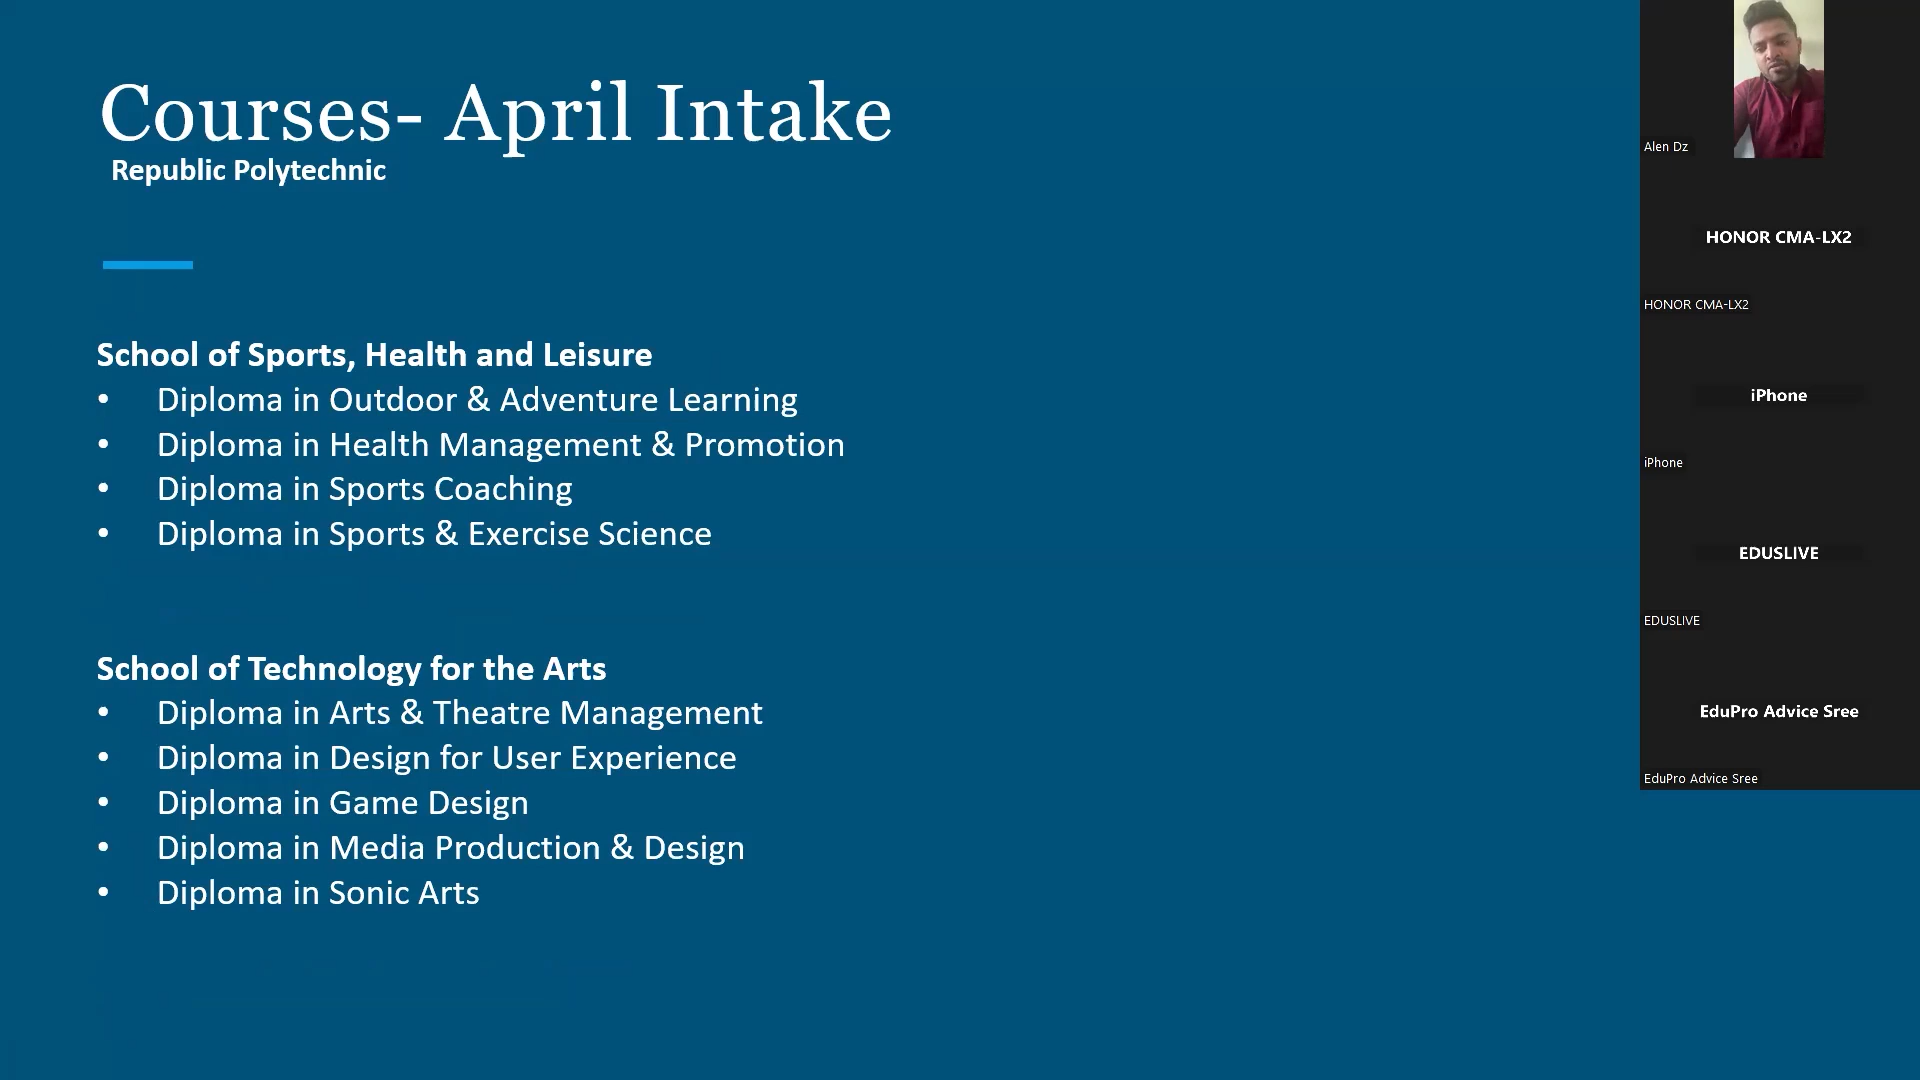 Courses- April Intake
Republic Polytechnic
School of Sports, Health and Leisure
• Diploma in Outdoor & Adventure Learning
• Diploma in Health Management & Promotion
• Diploma in Sports Coaching
• Diploma in Sports & Exercise Science
School of Technology for the Arts
• Diploma in Arts & Theatre Management
• Diploma in Design for User Experience
• Diploma in Game Design
• Diploma in Media Production & Design
• Diploma in Sonic Arts
Alen Dz
HONOR CMA-LX2
HONOR CMA-LX2
iPhone
iPhone
EDUSLIVE
EDUSLIVE
EduPro Advice Sree
EduPro Advice Sree